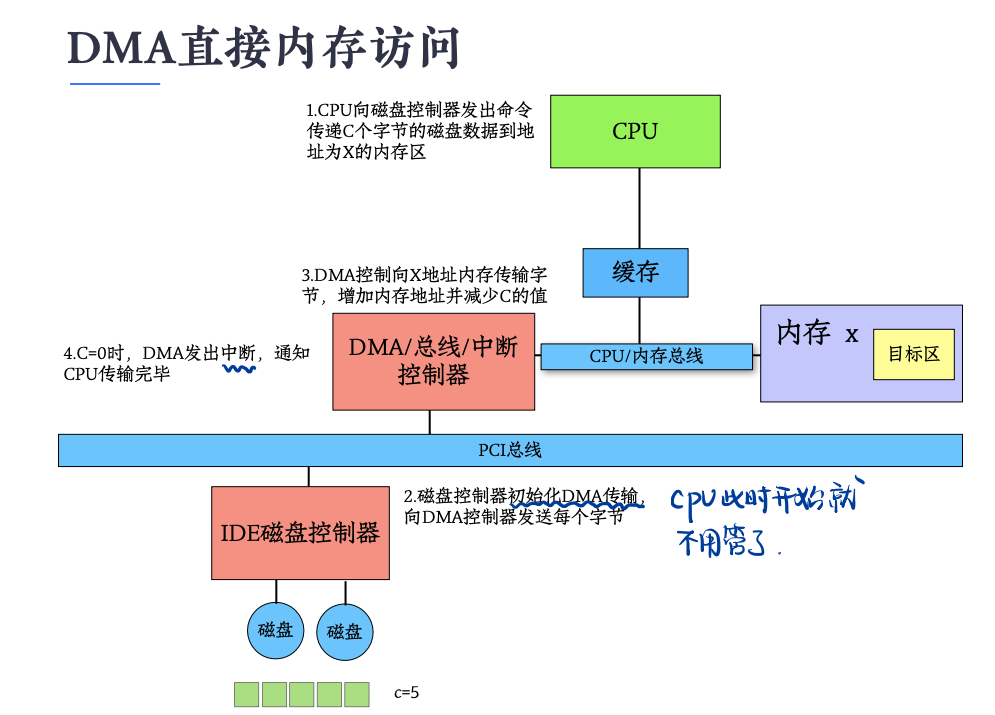 DMA直接内存访问
1.CPU向磁盘控制器发出命令
传递C个字节的磁盘数据到地
址为X的内存区
CPU
缓存
3.DMA控制向X地址内存传输字
节，增加内存地址并减少C的值
4.C=0时，DMA发出中断，通知
CPU传输完毕
DMA/总线/中断
控制器
CPU/内存总线
内存 x
目标区
PCI总线
IDE磁盘控制器
2.磁盘控制器初始化DMA传输，
向DMA控制器发送每个字节
CPU此时开始就
不用管了.
磁盘
磁盘
c=5